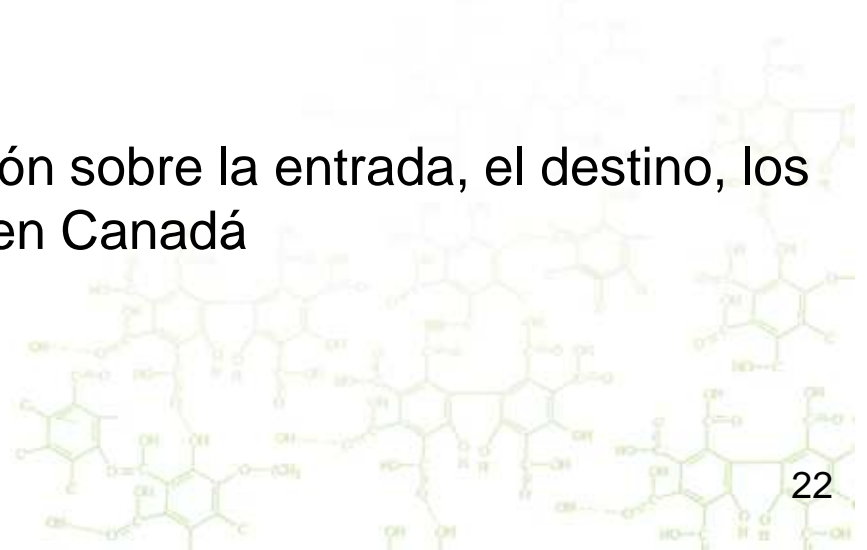 ón sobre la entrada, el destino, los
en Canadá
22